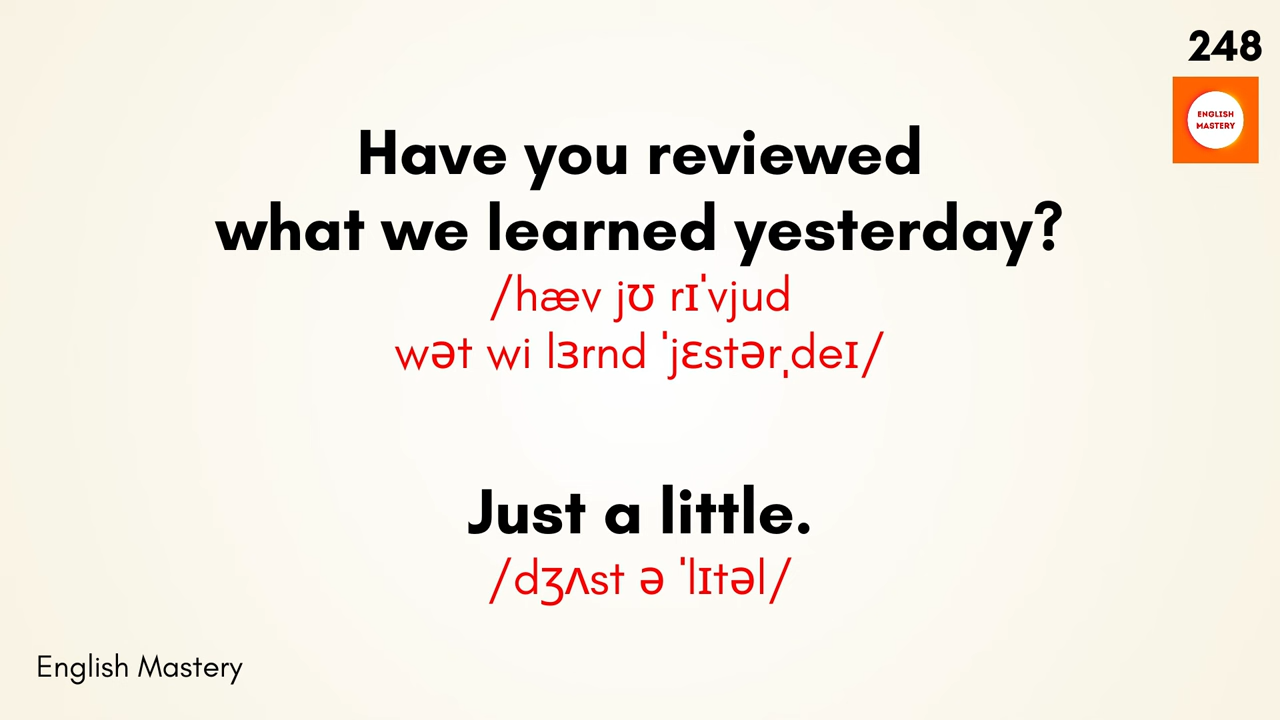 248
ENGLISH
MASTERY
Have you reviewed
what we learned yesterday?
/hæv jʊ rɪˈvjud
wət wi lɜrnd ˈjɛstərˌdeɪ/
Just a little.
/dʒʌst ə ˈlɪtəl/
English Mastery